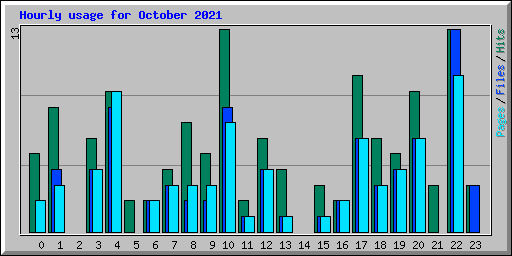 Hourly usage for October 2021
13
Pages/Files/Hits
0 1 2 3 4 5 6 7 8 9 10 11 12 13 14 15 16 17 18 19 20 21 22 23